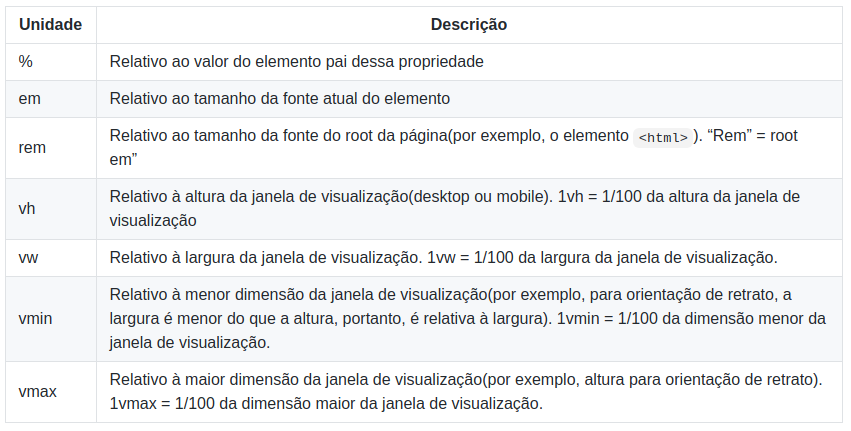 Unidade Descrição
% Relativo ao valor do elemento pai dessa propriedade
em Relativo ao tamanho da fonte atual do elemento
rem Relativo ao tamanho da fonte do root da página(por exemplo, o elemento <html>). “Rem” = root
em”
vh Relativo à altura da janela de visualização(desktop ou mobile). 1vh = 1/100 da altura da janela de
visualização
vw Relativo à largura da janela de visualização. 1vw = 1/100 da largura da janela de visualização.
vmin Relativo à menor dimensão da janela de visualização(por exemplo, para orientação de retrato, a
largura é menor do que a altura, portanto, é relativa à largura). 1vmin = 1/100 da dimensão menor da
janela de visualização.
vmax Relativo à maior dimensão da janela de visualização(por exemplo, altura para orientação de retrato).
1vmax = 1/100 da dimensão maior da janela de visualização.